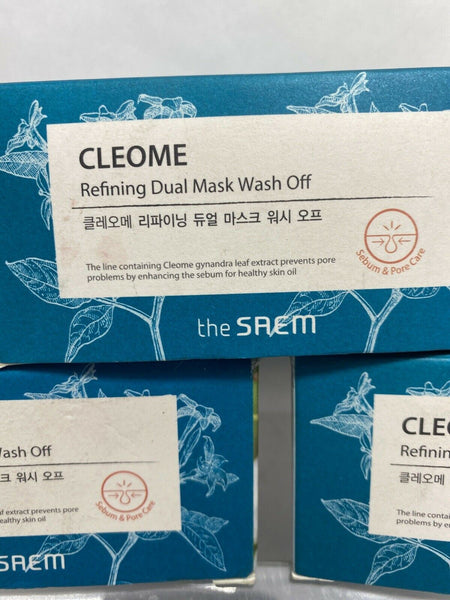 CLEOME
Refining Dual Mask Wash Off
클레오메 리파이닝 듀얼 마스크 워시 오프
The line containing Cleome gynandra leaf extract prevents pore
problems by enhancing the sebum for healthy skin oil
Sebum & Pore Care
the SAEM
Wash Off
크 워시 오프
af extract prevents pore
healthy skin oil
Sebum & Pore Care
SAEM
CLEO
Refining
클레오메
The line containing
problems by en